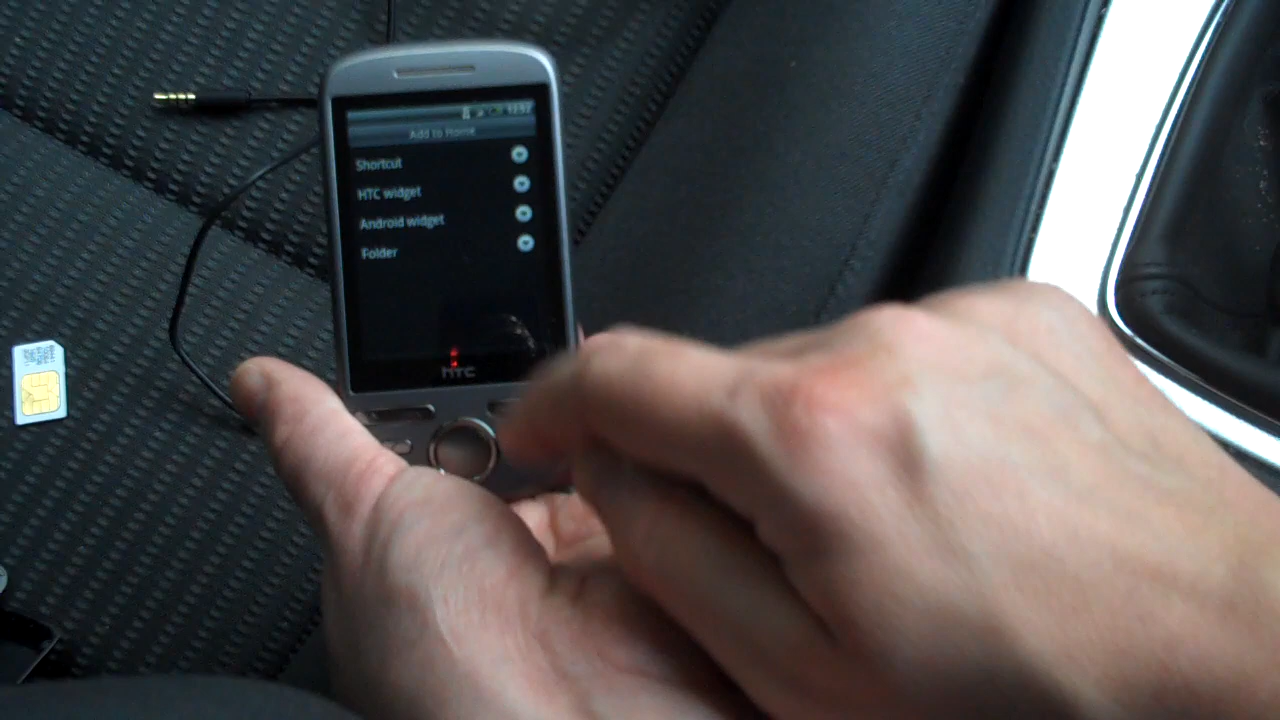 12:52
Add to Home
Shortcut
HTC widget
Android widget
Folder
hTC